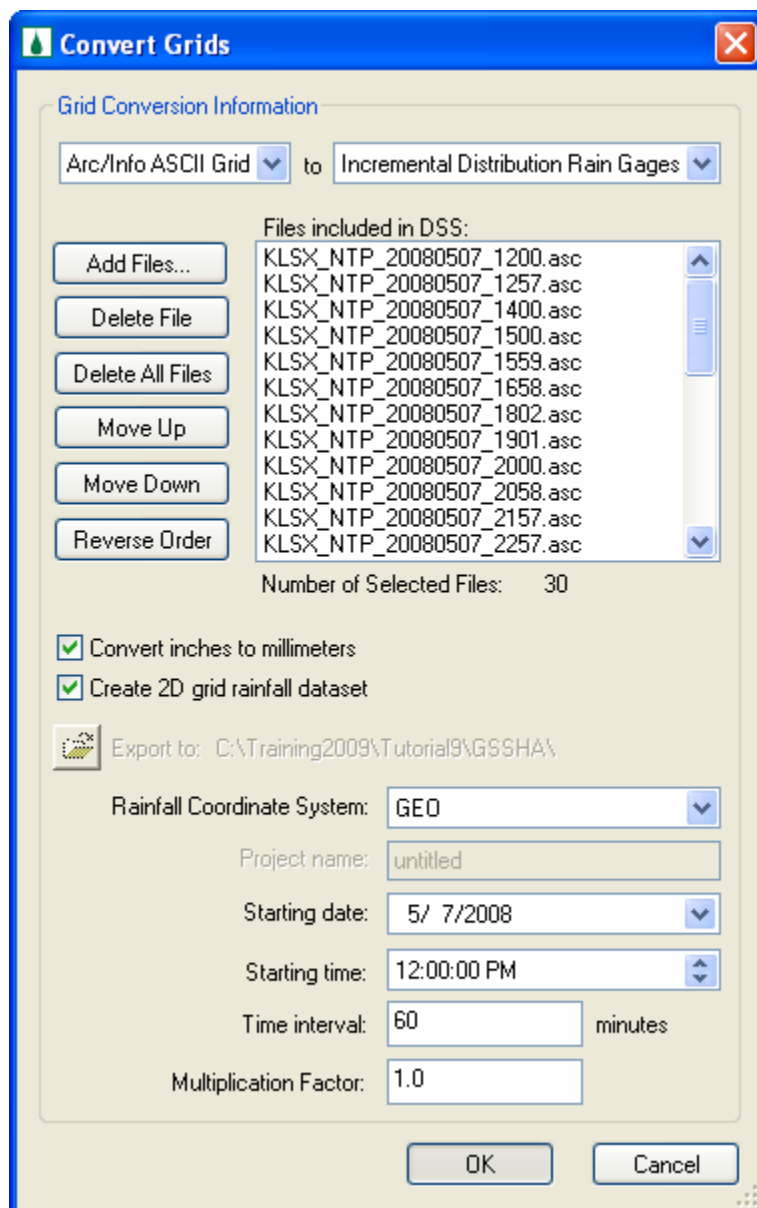 Convert Grids
Grid Conversion Information
Arc/Info ASCII Grid to Incremental Distribution Rain Gages
Files included in DSS:
Add Files...
Delete File
Delete All Files
Move Up
Move Down
Reverse Order
KLSX_NTP_20080507_1200.asc
KLSX_NTP_20080507_1257.asc
KLSX_NTP_20080507_1400.asc
KLSX_NTP_20080507_1500.asc
KLSX_NTP_20080507_1559.asc
KLSX_NTP_20080507_1658.asc
KLSX_NTP_20080507_1802.asc
KLSX_NTP_20080507_1901.asc
KLSX_NTP_20080507_2000.asc
KLSX_NTP_20080507_2058.asc
KLSX_NTP_20080507_2157.asc
KLSX_NTP_20080507_2257.asc
Number of Selected Files: 30
Convert inches to millimeters
Create 2D grid rainfall dataset
Export to: C:\Training2009\Tutorial9\GSSHA\
Rainfall Coordinate System: GEO
Project name: untitled
Starting date: 5/ 7/2008
Starting time: 12:00:00 PM
Time interval: 60 minutes
Multiplication Factor: 1.0
OK Cancel